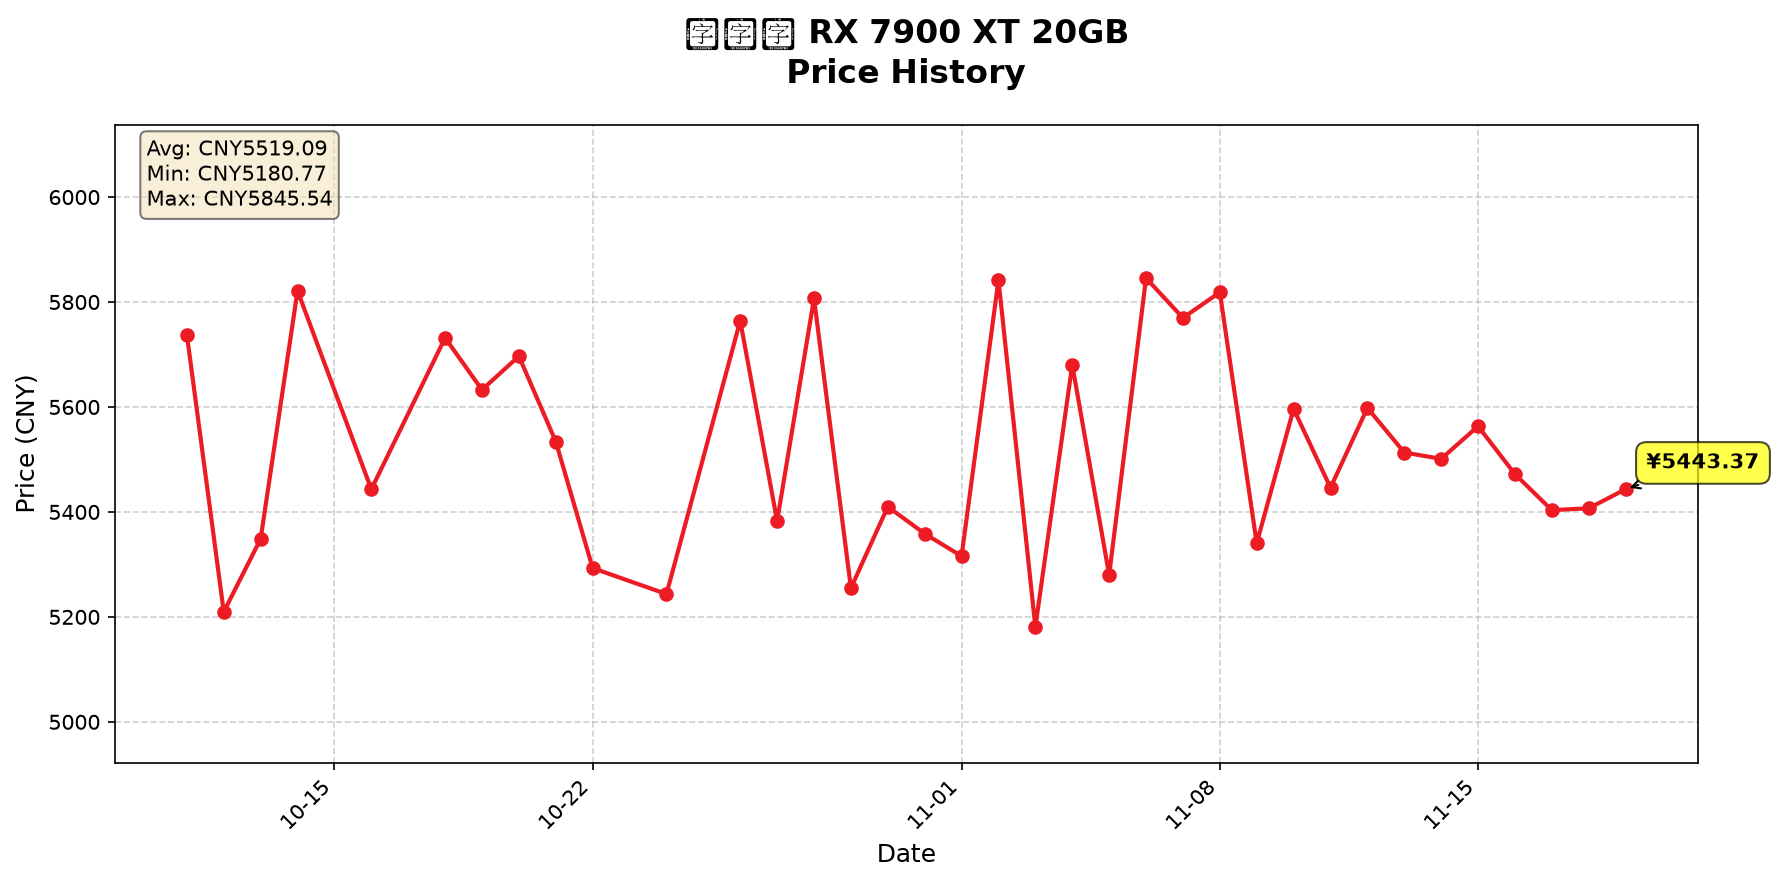 RX 7900 XT 20GB
Price History
Avg: CNY5519.09
Min: CNY5180.77
Max: CNY5845.54
Price (CNY)
6000
5800
5600
5400
5200
5000
¥5443.37
10-15
10-22
11-01
11-08
11-15
Date